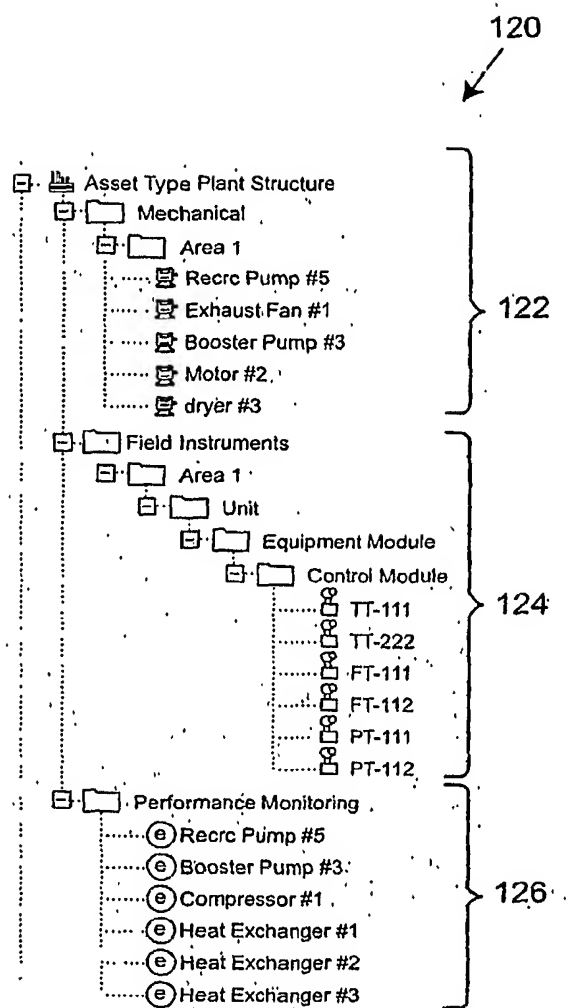 120
Asset Type Plant Structure
Mechanical
Area 1
Recrc Pump #5
Exhaust Fan #1
122
Booster Pump #3
Motor #2
dryer #3
Field Instruments
Area 1
Unit
Equipment Module
Control Module
TT-111
124
TT-222
FT-111
FT-112
PT-111
PT-112
Performance Monitoring
e Recrc Pump #5
e Booster Pump #3
e Compressor #1
126
e Heat Exchanger #1
e Heat Exchanger #2
e Heat Exchanger #3